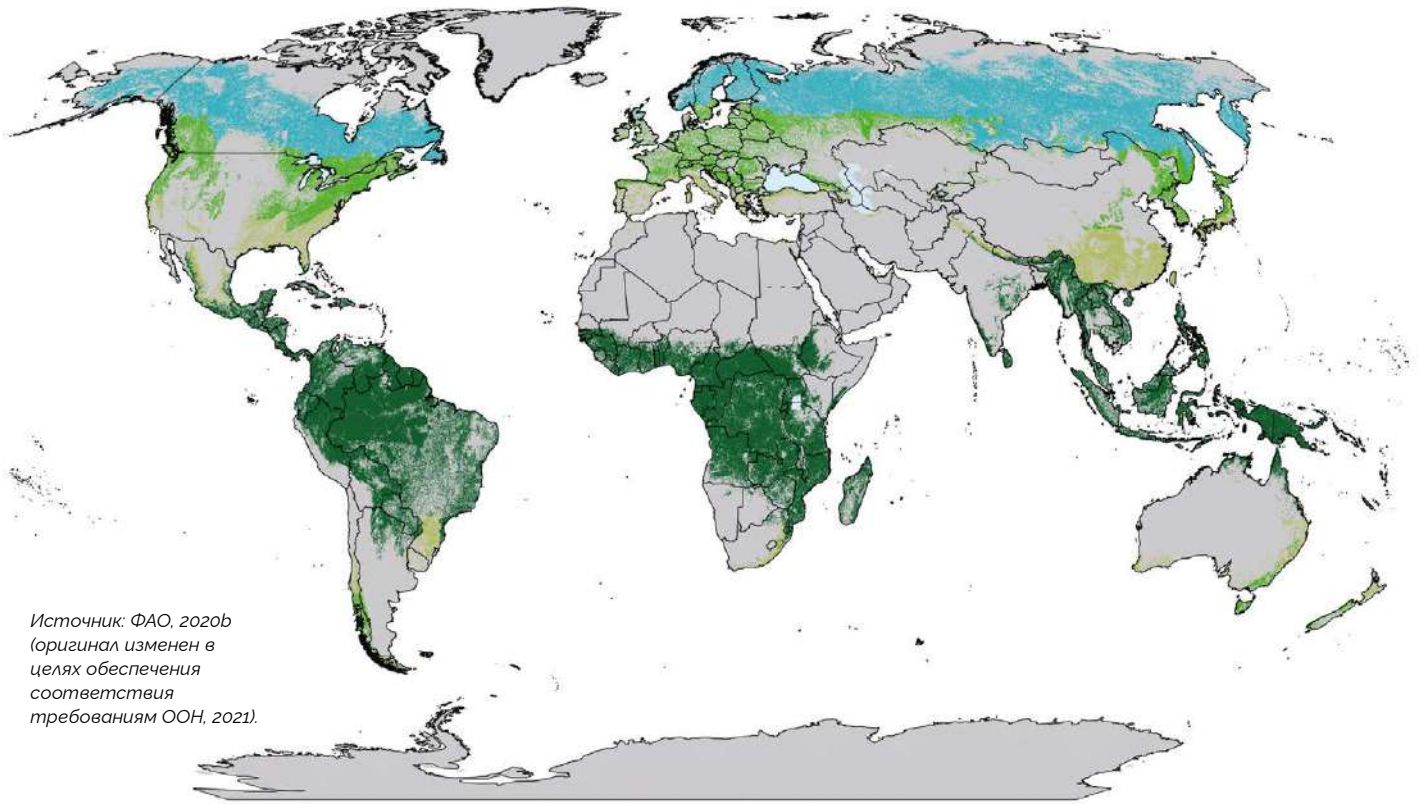 Источник: ФАО, 2020b
(оригинал изменен в
целях обеспечения
соответствия
требованиям ООН, 2021).